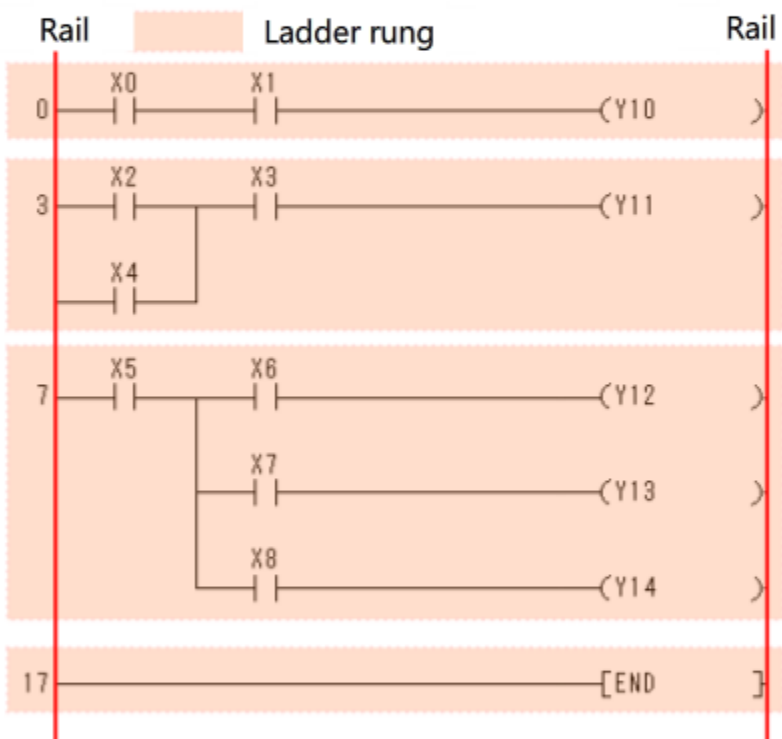 Rail Ladder rung Rail
X0 X1
0 (Y10 )
X2 X3
3 (Y11 )
X4
X5 X6
7 (Y12 )
X7
(Y13 )
X8
(Y14 )
17 [END ]